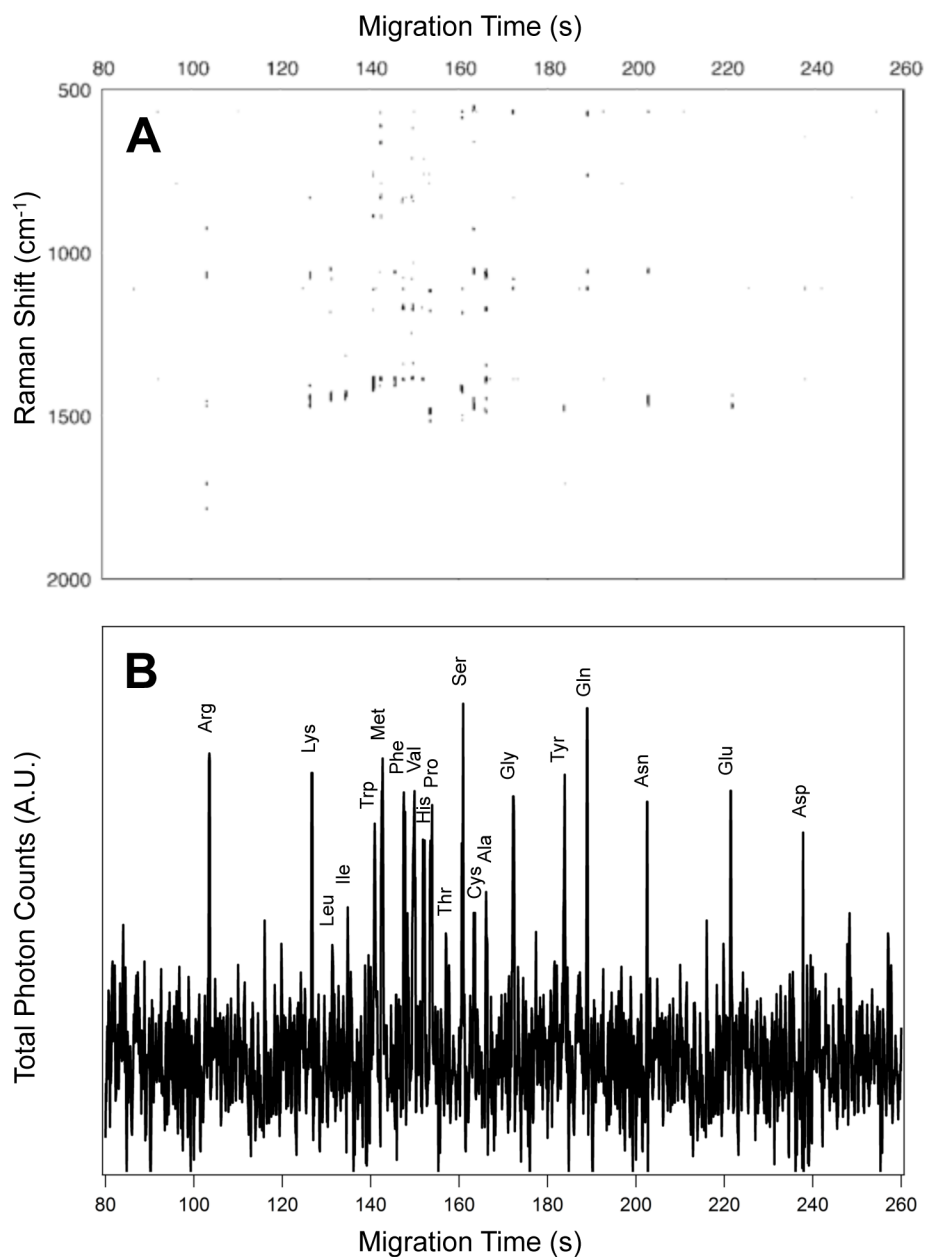 Migration Time (s)
80 100 120 140 160 180 200 220 240 260
500
A
Raman Shift (cm-1)
1000
1500
2000
B
Total Photon Counts (A.U.)
Arg
Lys
Leu
Ile
Trp
Met
Phe
Val
His
Pro
Thr
Ser
Cys
Ala
Gly
Tyr
Gln
Asn
Glu
Asp
80 100 120 140 160 180 200 220 240 260
Migration Time (s)